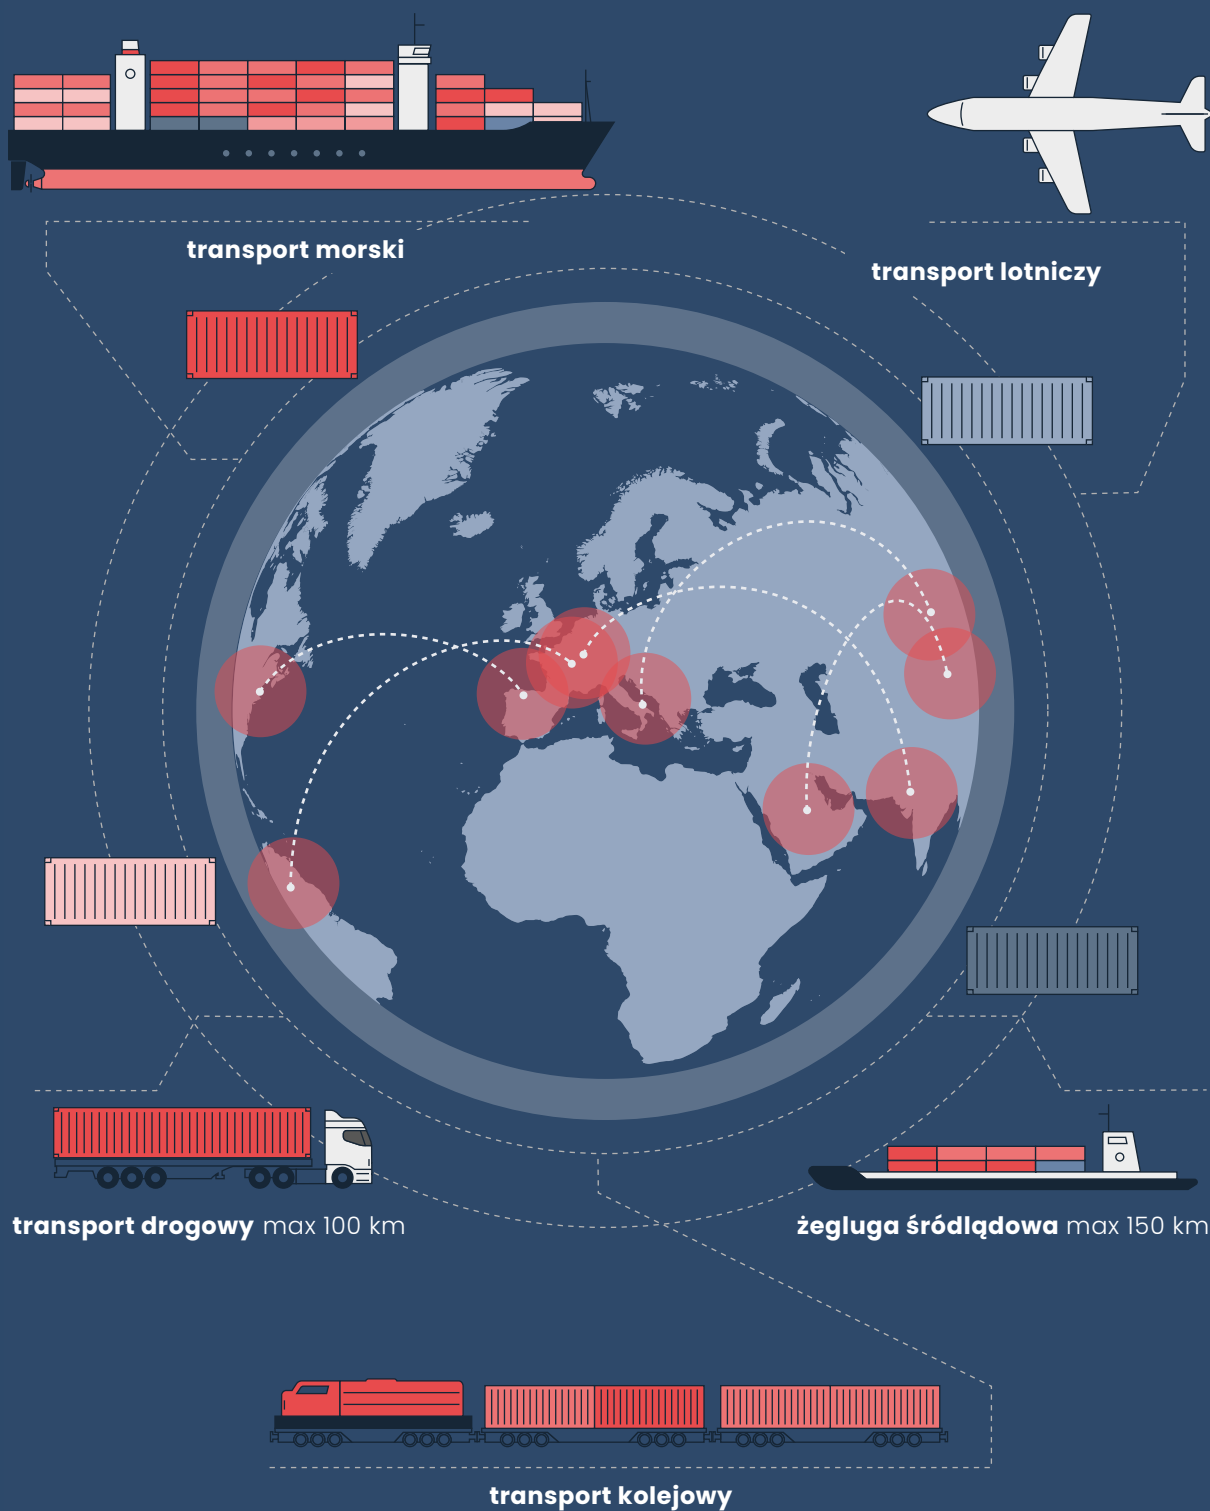 transport morski
transport lotniczy
transport drogowy max 100 km
żegluga śródlądowa max 150 km
transport kolejowy